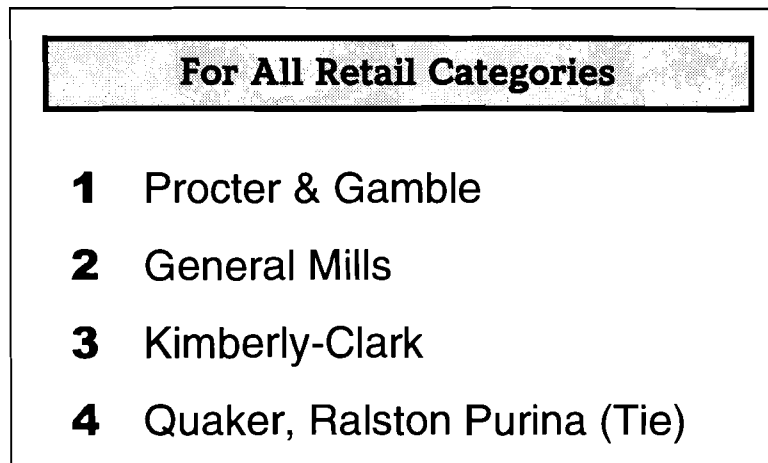 For All Retail Categories
1 Procter & Gamble
2 General Mills
3 Kimberly-Clark
4 Quaker, Ralston Purina (Tie)